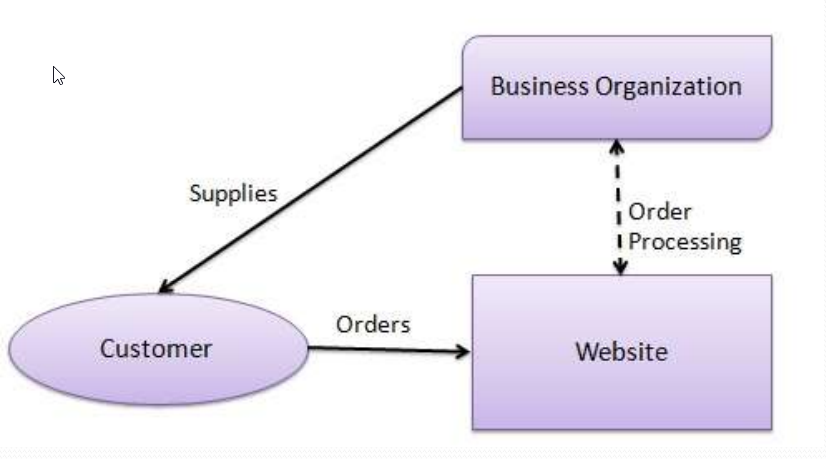 Business Organization
Supplies
Order
Processing
Orders
Customer
Website